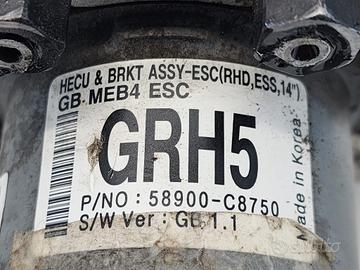 HECU & BRKT ASSY-ESC(RHD,ESS,14")
GB MEB4 ESC
GRH5
P/NO : 58900-C8750
S/W Ver : GB 1.1
Made in Korea
subito